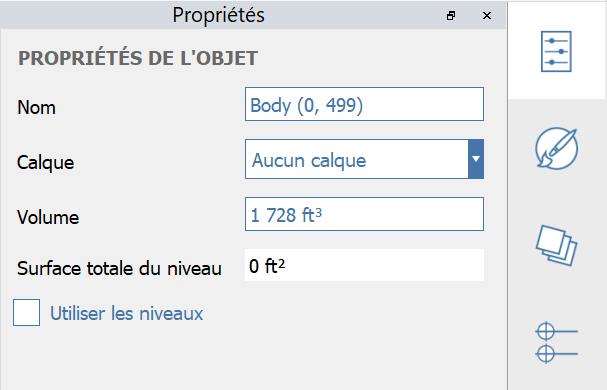 Propriétés
PROPRIÉTÉS DE L'OBJET
Nom Body (0, 499)
Calque Aucun calque
Volume 1 728 ft³
Surface totale du niveau 0 ft²
Utiliser les niveaux